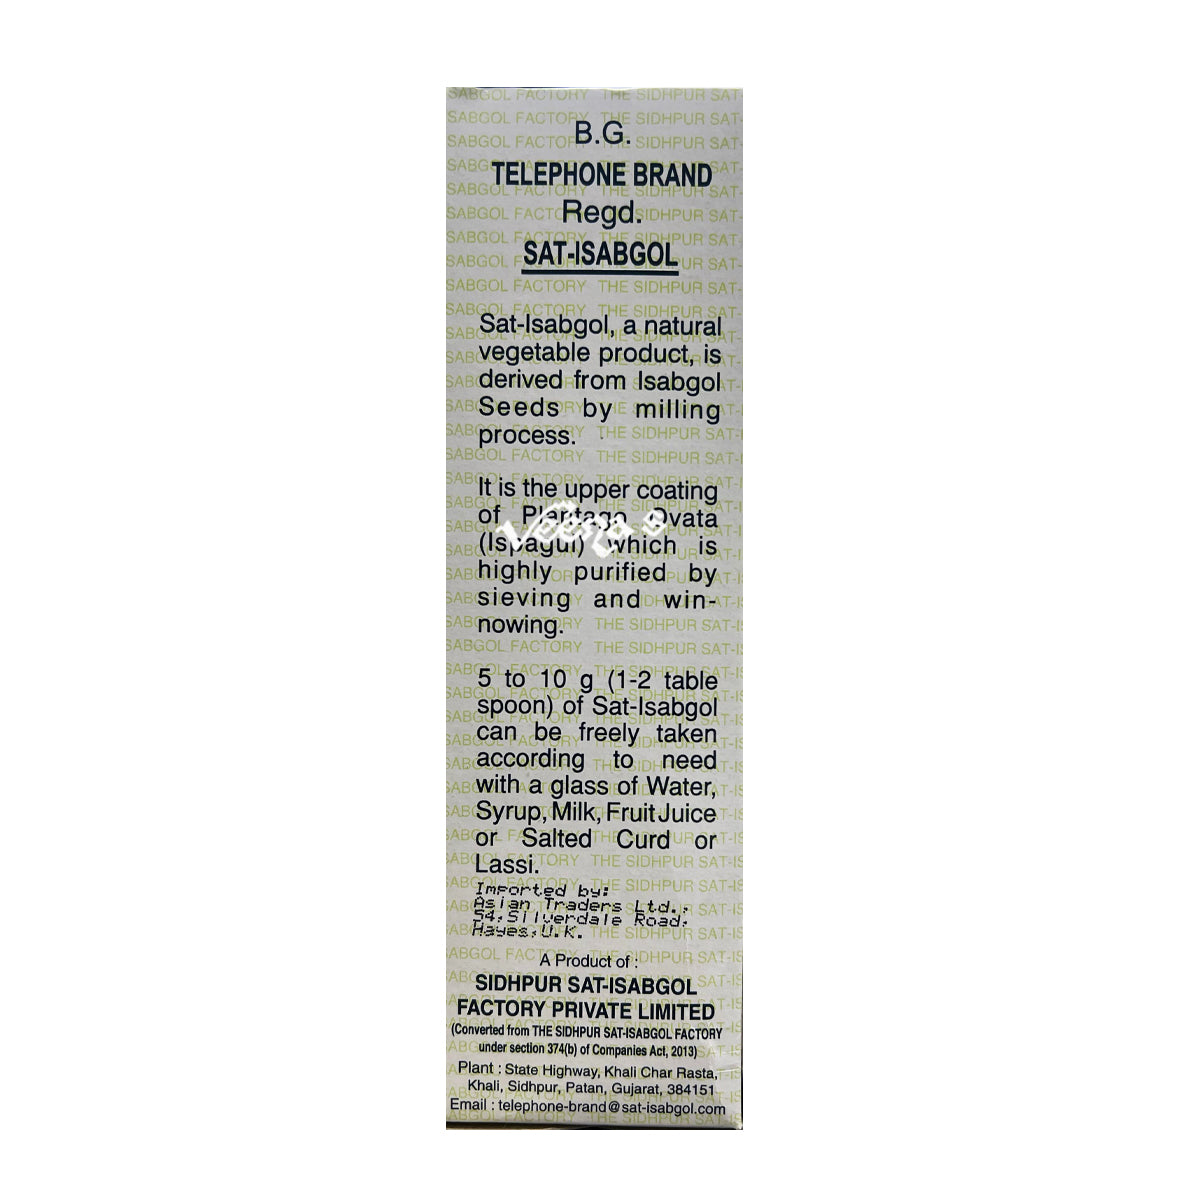 B.G.
TELEPHONE BRAND
Regd.
SAT-ISABGOL
Sat-Isabgol, a natural
vegetable product, is
derived from Isabgol
Seeds by milling
process.
It is the upper coating
of Plantago Ovata
(Ispagul) which is
highly purified by
sieving and win-
nowing.
5 to 10 g (1-2 table
spoon) of Sat-Isabgol
can be freely taken
according to need
with a glass of Water,
Syrup, Milk, Fruit Juice
or Salted Curd or
Lassi.
Imported by:
Asian Traders Ltd.,
54,Silverdale Road,
Hayes,U.K.
A Product of :
SIDHPUR SAT-ISABGOL
FACTORY PRIVATE LIMITED
(Converted from THE SIDHPUR SAT-ISABGOL FACTORY
under section 374(b) of Companies Act, 2013)
Plant : State Highway, Khali Char Rasta,
Khali, Sidhpur, Patan, Gujarat, 384151
Email : telephone-brand@sat-isabgol.com
Veena's